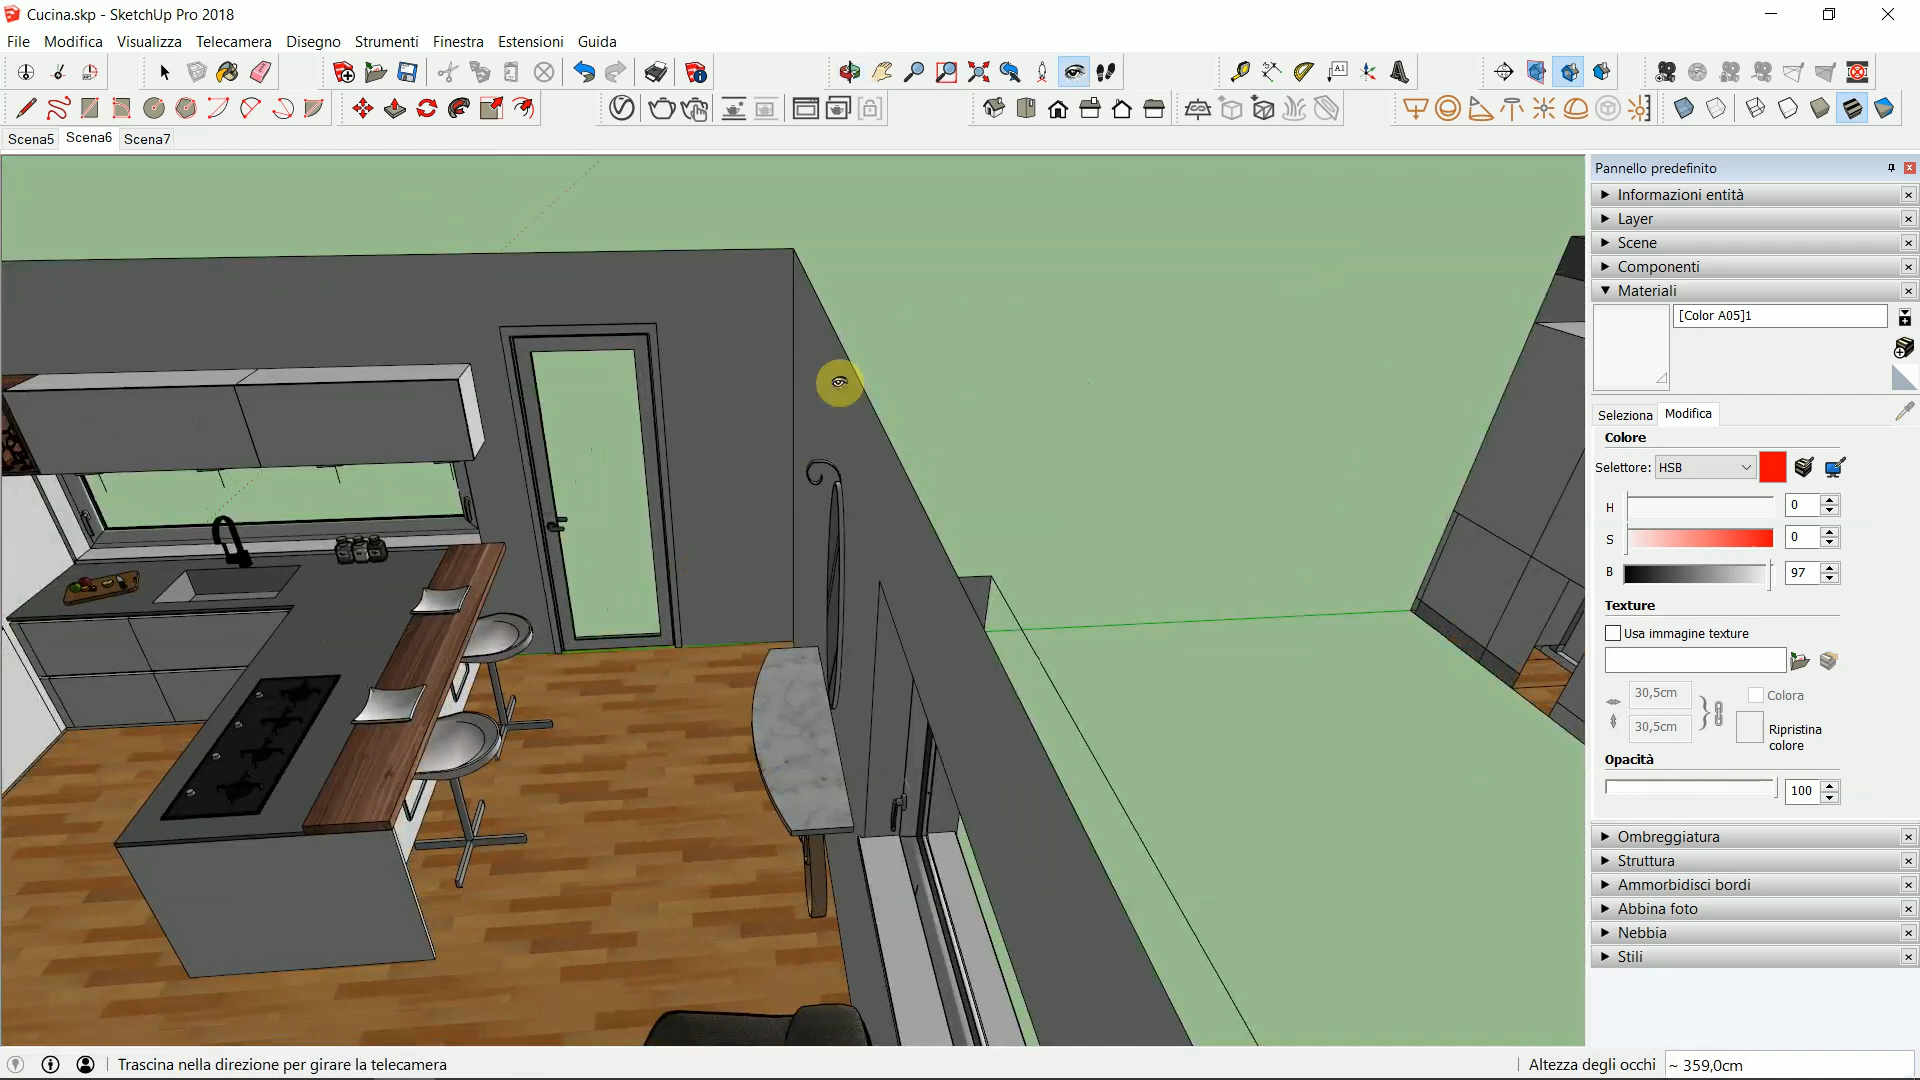 Cucina.skp - SketchUp Pro 2018
File Modifica Visualizza Telecamera Disegno Strumenti Finestra Estensioni Guida
Scena5 Scena6 Scena7
Pannello predefinito
Informazioni entità
Layer
Scene
Componenti
Materiali
[Color A05]1
Seleziona Modifica
Colore
Selettore: HSB
H 0
S 0
B 97
Texture
Usa immagine texture
30,5cm Colora
30,5cm Ripristina
colore
Opacità
100
Ombreggiatura
Struttura
Ammorbidisci bordi
Abbina foto
Nebbia
Stili
Trascina nella direzione per girare la telecamera
Altezza degli occhi ~ 359,0cm